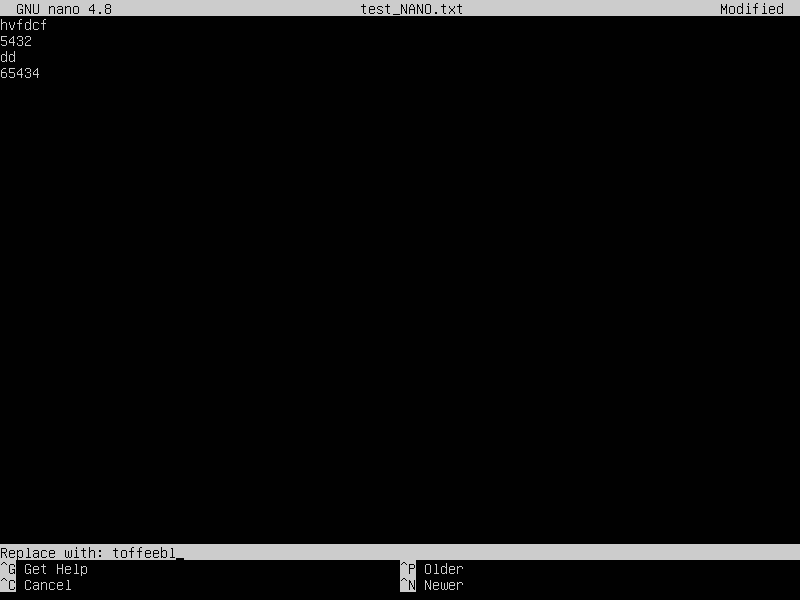 GNU nano 4.8 test_NANO.txt Modified
hvfdcf
5432
dd
65434
Replace with: toffeebl_
^G Get Help ^P Older
^C Cancel ^N Newer